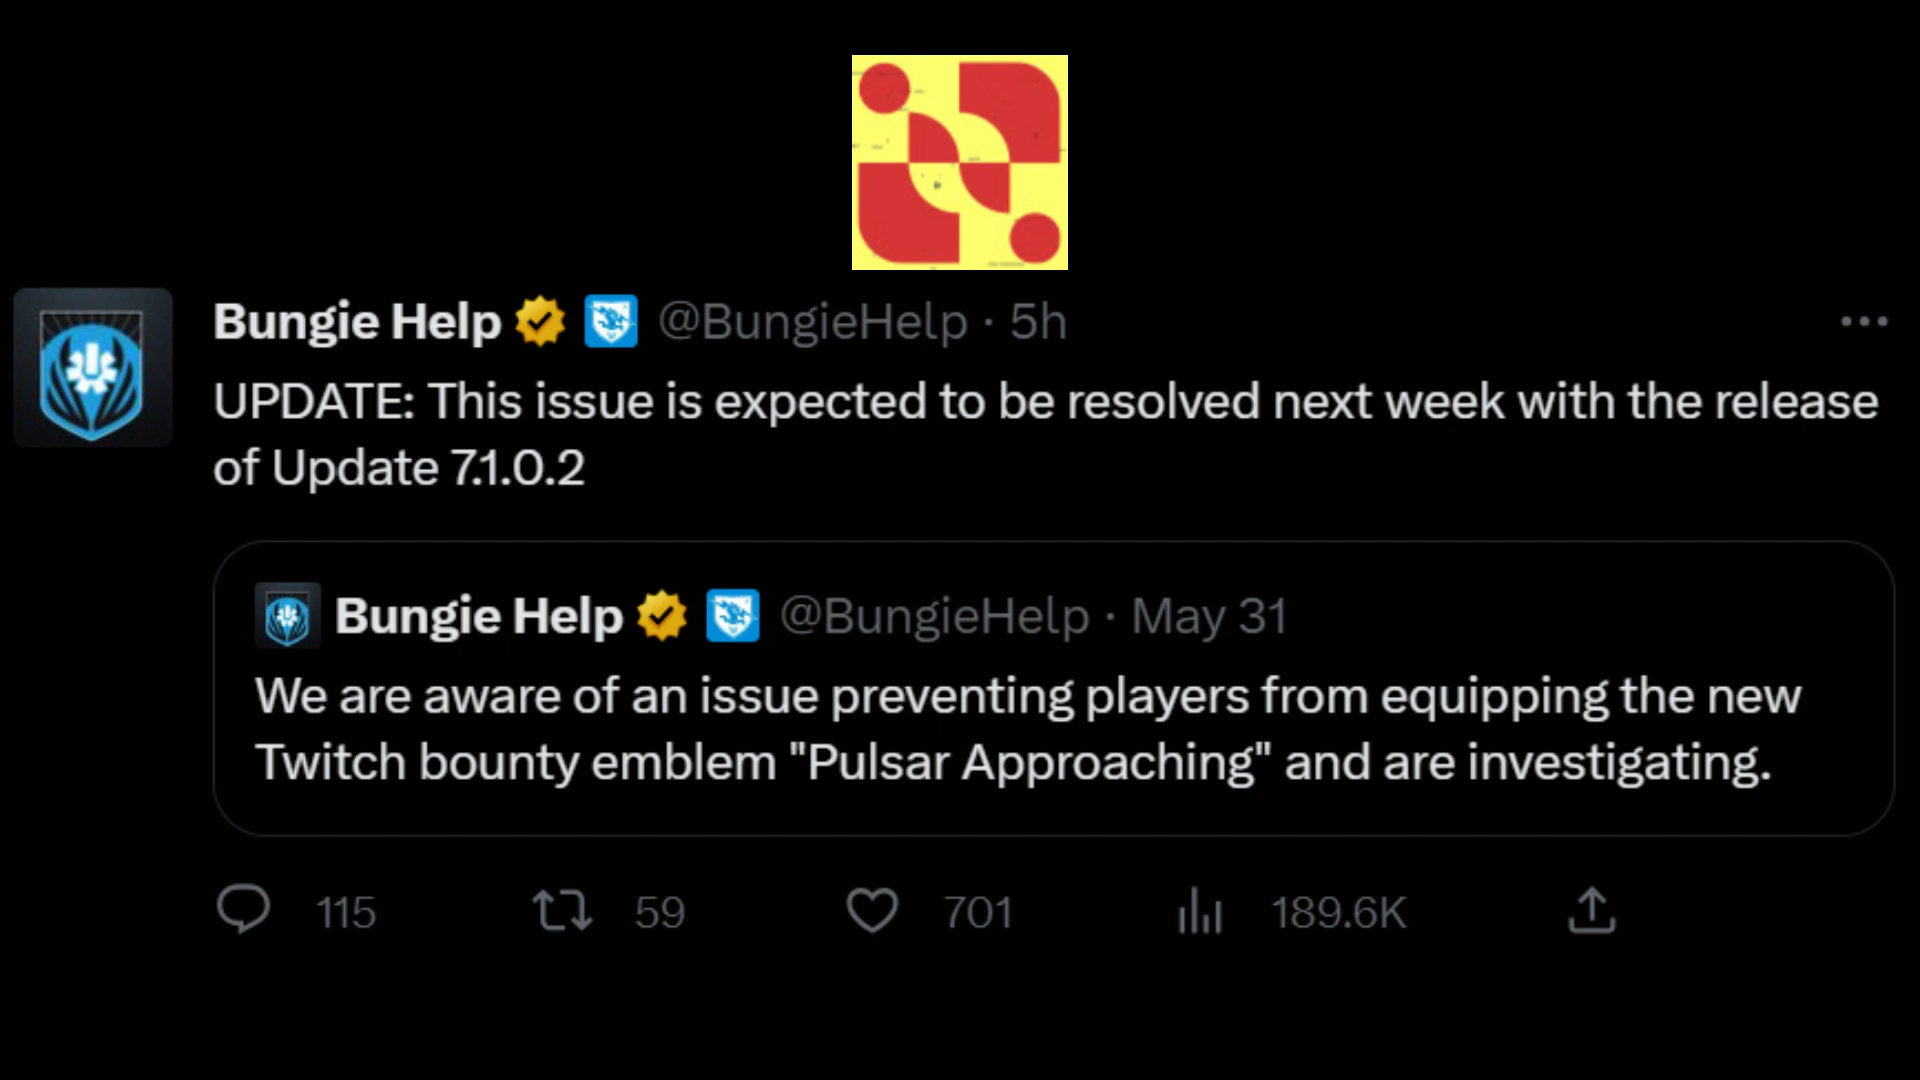 Bungie Help @BungieHelp · 5h
UPDATE: This issue is expected to be resolved next week with the release
of Update 7.1.0.2
Bungie Help @BungieHelp · May 31
We are aware of an issue preventing players from equipping the new
Twitch bounty emblem "Pulsar Approaching" and are investigating.
115 59 701 189.6K